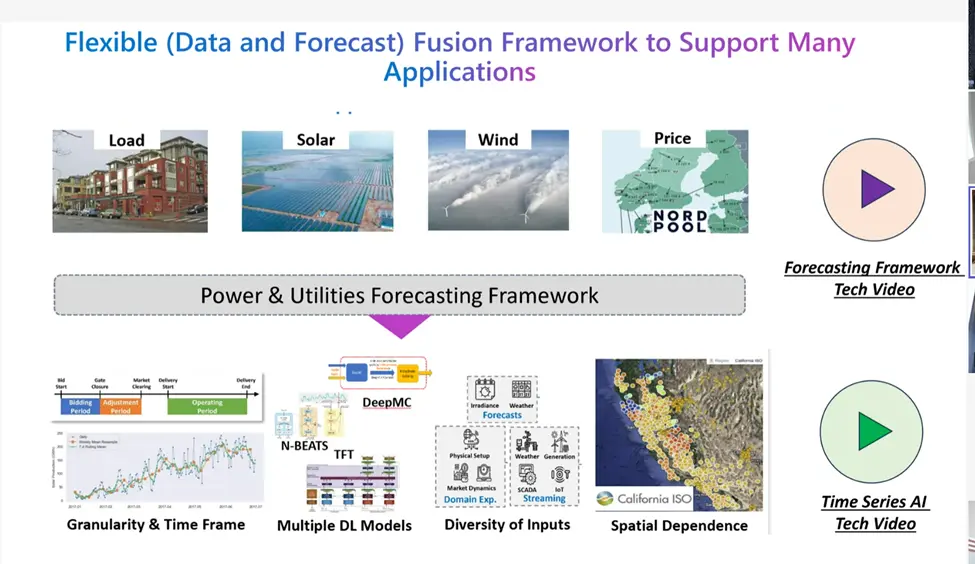 Flexible (Data and Forecast) Fusion Framework to Support Many
Applications
Load
Solar
Wind
Price
NORD
POOL
Forecasting Framework
Tech Video
Power & Utilities Forecasting Framework
Bid
Start
Gate
Closure
Market
Clearing
Delivery
Start
Delivery
End
Bidding
Period
Adjustment
Period
Operating
Period
Granularity & Time Frame
DeepMC
N-BEATS
TFT
Multiple DL Models
Irradiance
Weather
Forecasts
Physical Setup
Market Dynamics
Domain Exp.
Weather
Generation
SCADA
IoT
Streaming
Diversity of Inputs
California ISO
California ISO
Spatial Dependence
Time Series AI
Tech Video